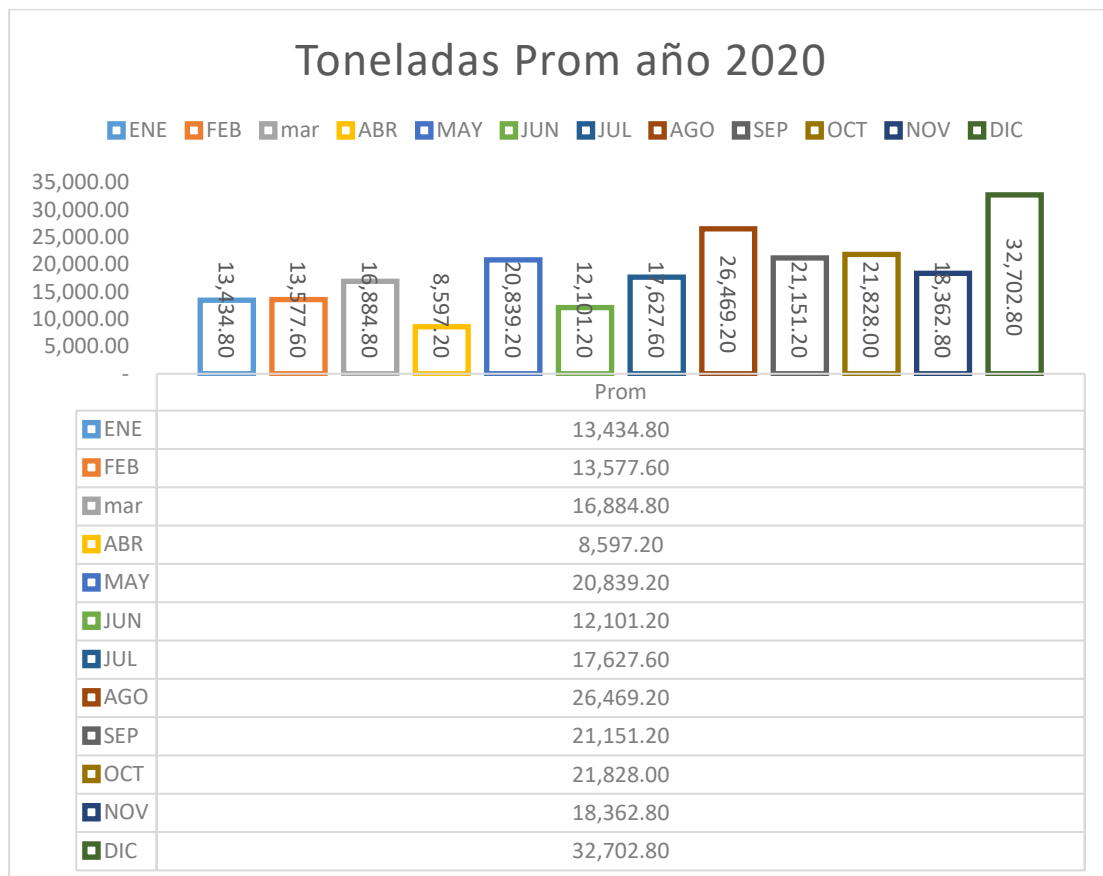 Toneladas Prom año 2020
ENE FEB mar ABR MAY JUN JUL AGO SEP OCT NOV DIC
35,000.00
30,000.00
25,000.00
20,000.00
15,000.00
10,000.00
5,000.00
-
13,434.80
13,577.60
16,884.80
8,597.20
20,839.20
12,101.20
17,627.60
26,469.20
21,151.20
21,828.00
18,362.80
32,702.80
Prom
ENE 13,434.80
FEB 13,577.60
mar 16,884.80
ABR 8,597.20
MAY 20,839.20
JUN 12,101.20
JUL 17,627.60
AGO 26,469.20
SEP 21,151.20
OCT 21,828.00
NOV 18,362.80
DIC 32,702.80